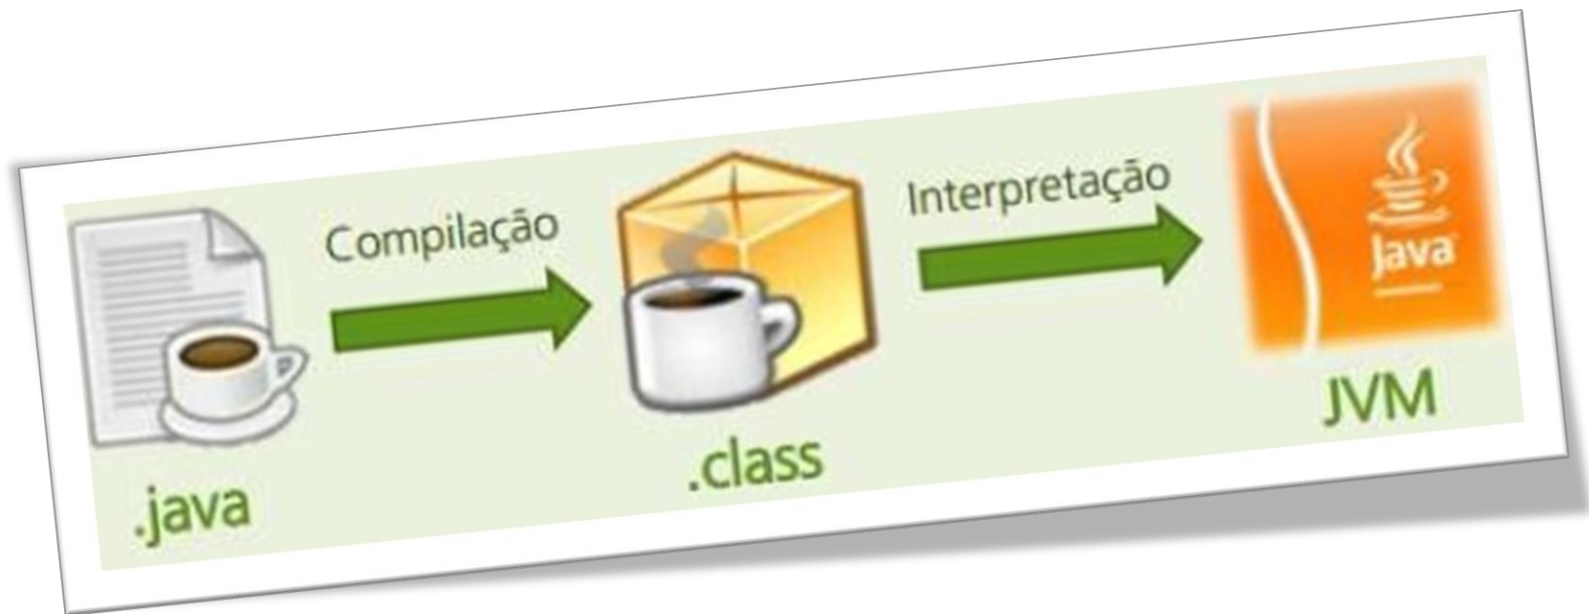 Compilação
Interpretação
Java
.java
.class
JVM